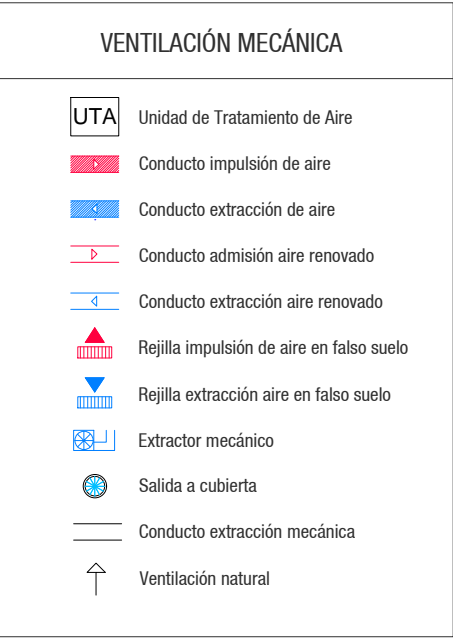 VENTILACIÓN MECÁNICA
UTA Unidad de Tratamiento de Aire
Conducto impulsión de aire
Conducto extracción de aire
Conducto admisión aire renovado
Conducto extracción aire renovado
Rejilla impulsión de aire en falso suelo
Rejilla extracción aire en falso suelo
Extractor mecánico
Salida a cubierta
Conducto extracción mecánica
Ventilación natural